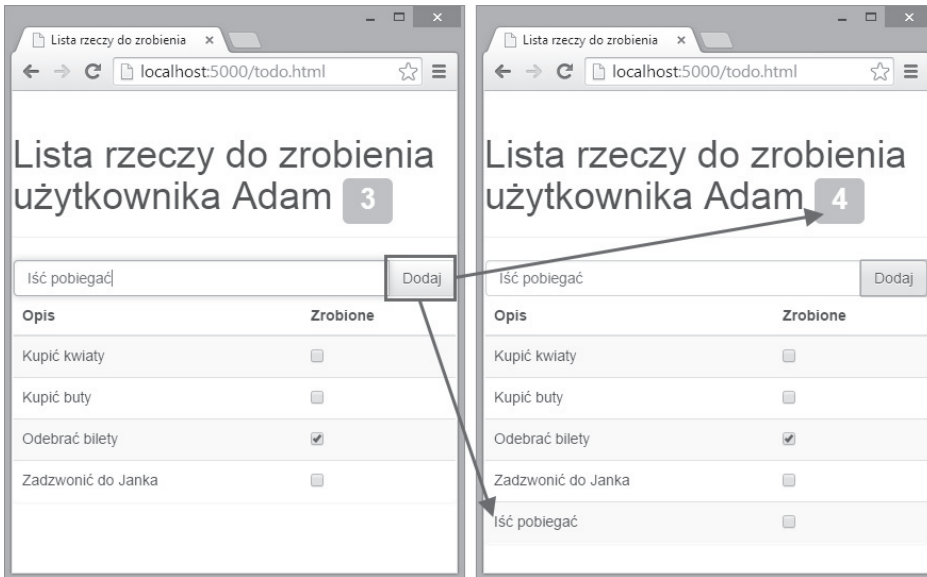 Lista rzeczy do zrobienia
localhost:5000/todo.html
Lista rzeczy do zrobienia
użytkownika Adam 3
Iść pobiegać Dodaj
Opis Zrobione
Kupić kwiaty
Kupić buty
Odebrać bilety
Zadzwonić do Janka
Lista rzeczy do zrobienia
localhost:5000/todo.html
Lista rzeczy do zrobienia
użytkownika Adam 4
Iść pobiegać Dodaj
Opis Zrobione
Kupić kwiaty
Kupić buty
Odebrać bilety
Zadzwonić do Janka
Iść pobiegać